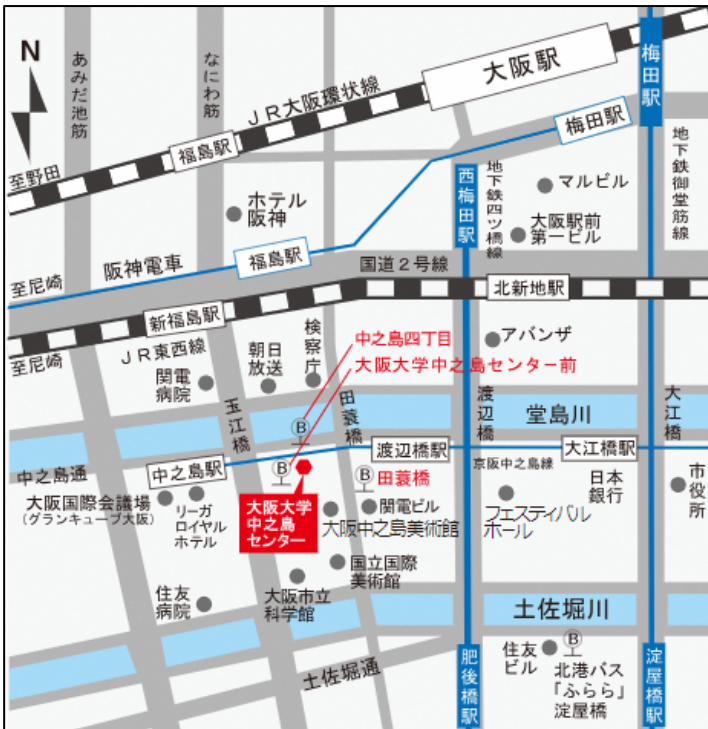 N
あみだ池筋
なにわ筋
JR大阪環状線
大阪駅
梅田駅
梅田駅
福島駅
至野田
ホテル
阪神
西梅田駅
地下鉄四ツ橋線
マルビル
大阪駅前
第一ビル
地下鉄御堂筋線
阪神電車
福島駅
国道2号線
至尼崎
北新地駅
新福島駅
JR東西線
至尼崎
関電
病院
朝日
放送
検察庁
中之島四丁目
大阪大学中之島センター前
アバンザ
玉江橋
田蓑橋
渡辺橋
堂島川
大江橋
B
中之島通
中之島駅
渡辺橋駅
大江橋駅
京阪中之島線
B
B
田蓑橋
大阪国際会議場
(グランキューブ大阪)
リーガ
ロイヤル
ホテル
大阪大学
中之島
センター
関電ビル
大阪中之島美術館
フェスティバル
ホール
日本
銀行
市役所
国立国際
美術館
住友
病院
大阪市立
科学館
土佐堀川
土佐堀通
肥後橋駅
住友
ビル
B
北港バス
「ふらら」
淀屋橋
淀屋橋駅